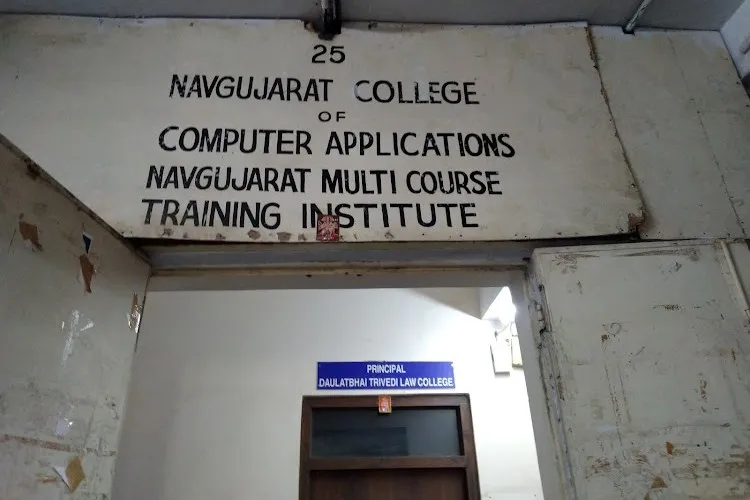 25
NAVGUJARAT COLLEGE
OF
COMPUTER APPLICATIONS
NAVGUJARAT MULTI COURSE
TRAINING INSTITUTE
PRINCIPAL
DAULATBHAI TRIVEDI LAW COLLEGE